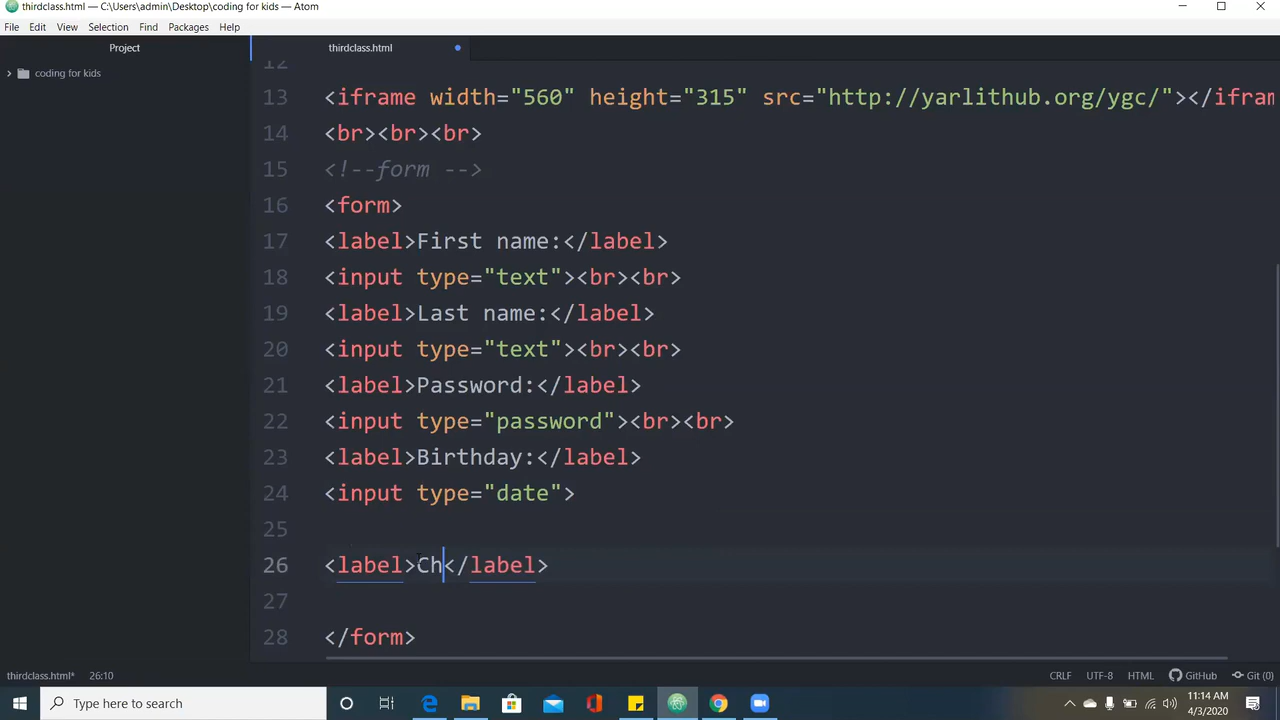 thirdclass.html — C:\Users\admin\Desktop\coding for kids — Atom
File Edit View Selection Find Packages Help
Project
thirdclass.html
coding for kids
12
13 <iframe width="560" height="315" src="http://yarlithub.org/ygc/"></ifram
14 <br><br><br>
15 <!--form -->
16 <form>
17 <label>First name:</label>
18 <input type="text"><br><br>
19 <label>Last name:</label>
20 <input type="text"><br><br>
21 <label>Password:</label>
22 <input type="password"><br><br>
23 <label>Birthday:</label>
24 <input type="date">
25
26 <label>Ch</label>
27
28 </form>
thirdclass.html* 26:10 CRLF UTF-8 HTML GitHub Git (0)
Type here to search
11:14 AM
4/3/2020